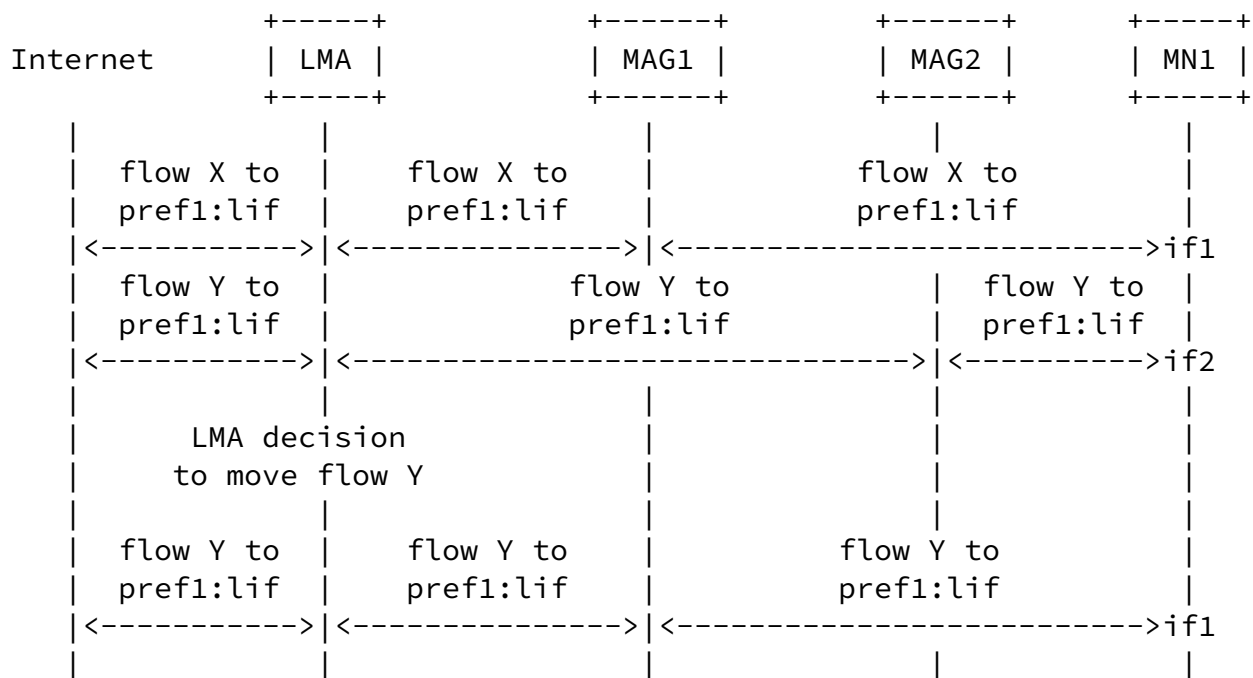 Internet LMA MAG1 MAG2 MN1
flow X to flow X to flow X to
pref1:lif pref1:lif pref1:lif
if1
flow Y to flow Y to flow Y to
pref1:lif pref1:lif pref1:lif
if2
LMA decision
to move flow Y
flow Y to flow Y to flow Y to
pref1:lif pref1:lif pref1:lif
if1